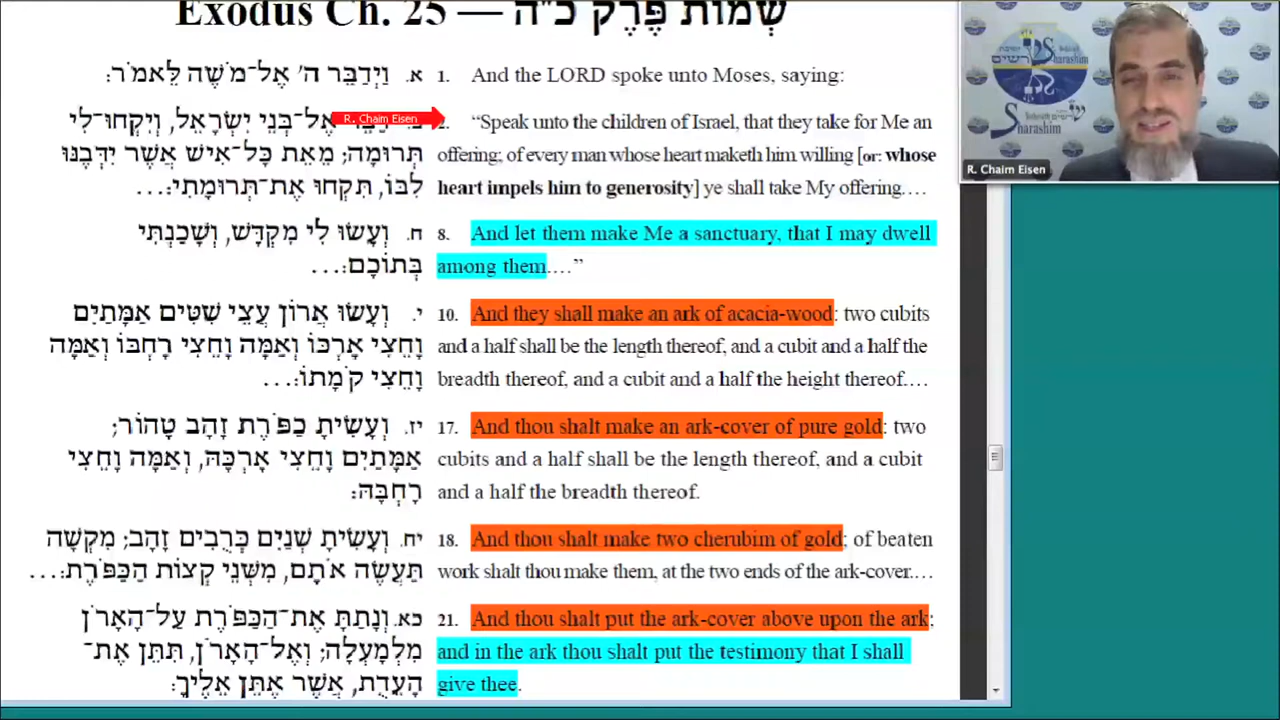 Exodus Ch. 25 — שְׁמוֹת פֶּרֶק כ״ה
א. וַיְדַבֵּר ה' אֶל־מֹשֶׁה לֵּאמֹר:
1. And the LORD spoke unto Moses, saying:
אֶל־בְּנֵי יִשְׂרָאֵל, וְיִקְחוּ־לִי
תְּרוּמָה; מֵאֵת כָּל־אִישׁ אֲשֶׁר יִדְּבֶנּוּ
לִבּוֹ, תִּקְחוּ אֶת־תְּרוּמָתִי:...
R. Chaim Eisen
2. “Speak unto the children of Israel, that they take for Me an
offering; of every man whose heart maketh him willing [or: whose
heart impels him to generosity] ye shall take My offering....
ח. וְעָשׂוּ לִי מִקְדָּשׁ, וְשָׁכַנְתִּי
בְּתוֹכָם:...
8. And let them make Me a sanctuary, that I may dwell
among them....”
י. וְעָשׂוּ אֲרוֹן עֲצֵי שִׁטִּים אַמָּתַיִם
וָחֵצִי אָרְכּוֹ וְאַמָּה וָחֵצִי רָחְבּוֹ וְאַמָּה
וָחֵצִי קֹמָתוֹ:...
10. And they shall make an ark of acacia-wood: two cubits
and a half shall be the length thereof, and a cubit and a half the
breadth thereof, and a cubit and a half the height thereof....
יז. וְעָשִׂיתָ כַפֹּרֶת זָהָב טָהוֹר;
אַמָּתַיִם וָחֵצִי אָרְכָּהּ, וְאַמָּה וָחֵצִי
רָחְבָּהּ:
17. And thou shalt make an ark-cover of pure gold: two
cubits and a half shall be the length thereof, and a cubit
and a half the breadth thereof.
יח. וְעָשִׂיתָ שְׁנַיִם כְּרֻבִים זָהָב; מִקְשָׁה
תַּעֲשֶׂה אֹתָם, מִשְּׁנֵי קְצוֹת הַכַּפֹּרֶת:...
18. And thou shalt make two cherubim of gold; of beaten
work shalt thou make them, at the two ends of the ark-cover....
כא. וְנָתַתָּ אֶת־הַכַּפֹּרֶת עַל־הָאָרֹן
מִלְמָעְלָה; וְאֶל־הָאָרֹן, תִּתֵּן אֶת־
הָעֵדֻת, אֲשֶׁר אֶתֵּן אֵלֶיךָ:
21. And thou shalt put the ark-cover above upon the ark;
and in the ark thou shalt put the testimony that I shall
give thee.
שרשים
Sharashim
R. Chaim Eisen